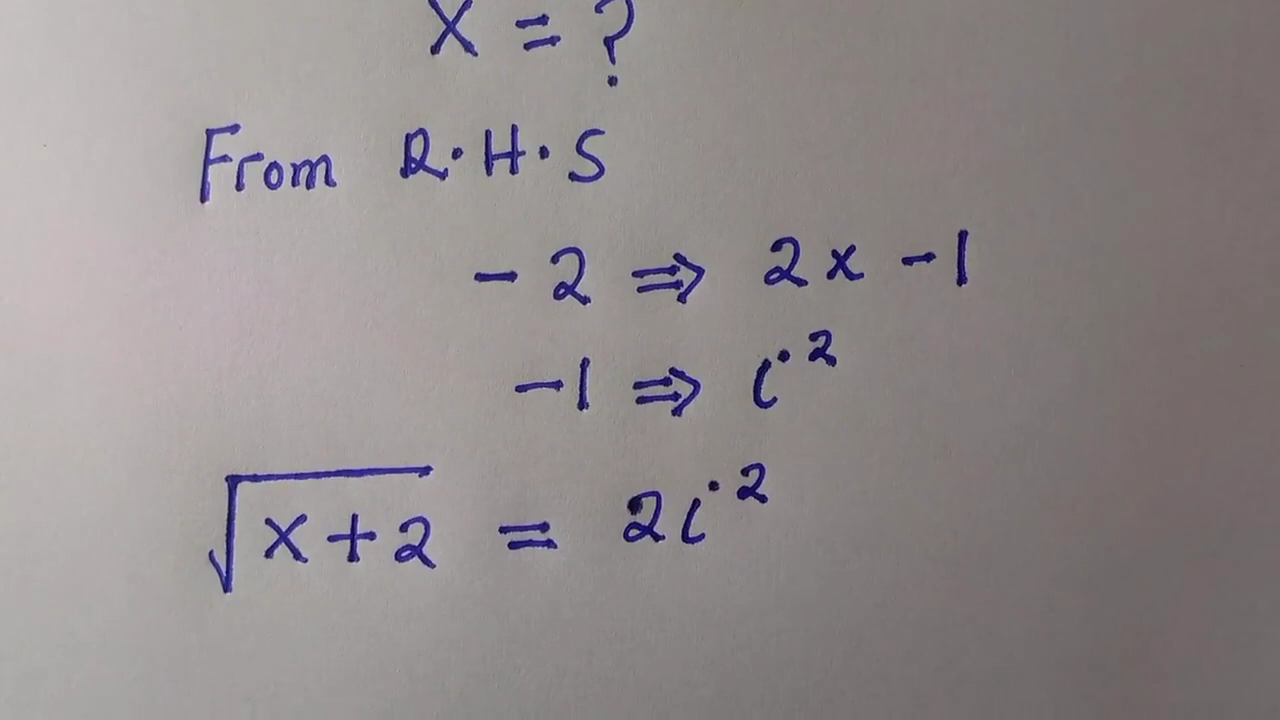 x = ?
From R.H.S
- 2 ⇒ 2x -1
-1 ⇒ i²
√(x+2) = 2i²